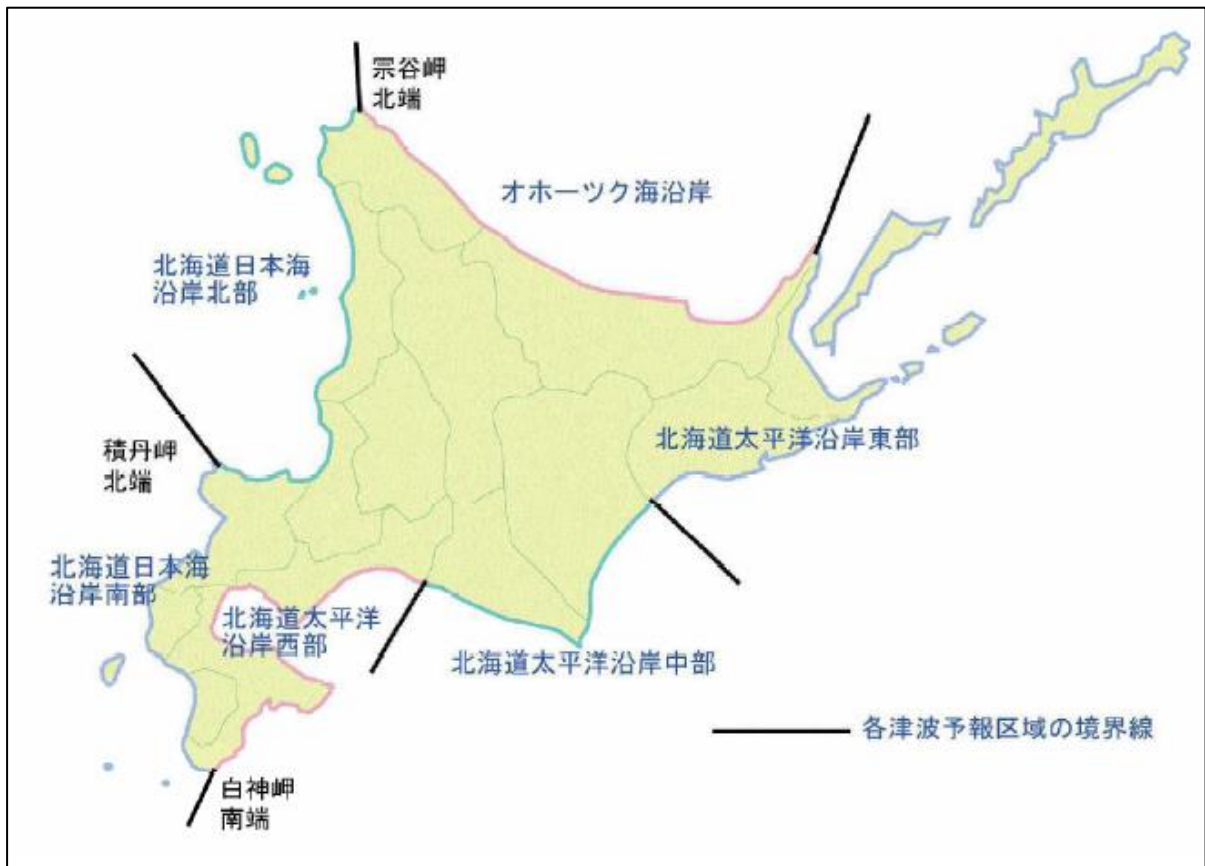 宗谷岬
北端
オホーツク海沿岸
北海道日本海
沿岸北部
積丹岬
北端
北海道太平洋沿岸東部
北海道日本海
沿岸南部
北海道太平洋
沿岸西部
北海道太平洋沿岸中部
各津波予報区域の境界線
白神岬
南端